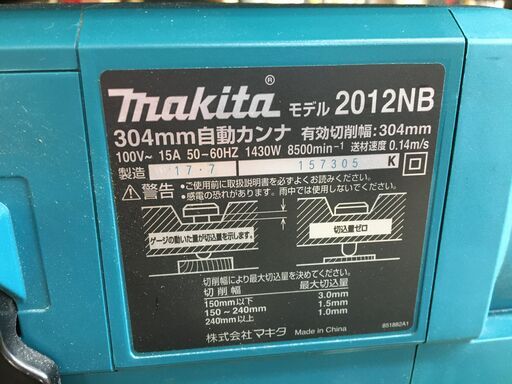 makita® モデル 2012NB
304mm自動カンナ 有効切削幅:304mm
100V~ 15A 50-60HZ 1430W 8500min⁻¹ 送材速度 0.14m/s
製造 '17・7 157305 K
警告 ●ご使用前に取扱説明書を必ずよくお読みください。
●感電の恐れがあります。雨中では使用しないでください。
ゲージの動いた量が切込量を示します。 切込量ゼロ
切削幅により最大切込量を決めてください。
切削幅 最大切込量
150mm以下 3.0mm
150 - 240mm 1.5mm
240mm以上 1.0mm
株式会社マキタ Made in China 851882A1